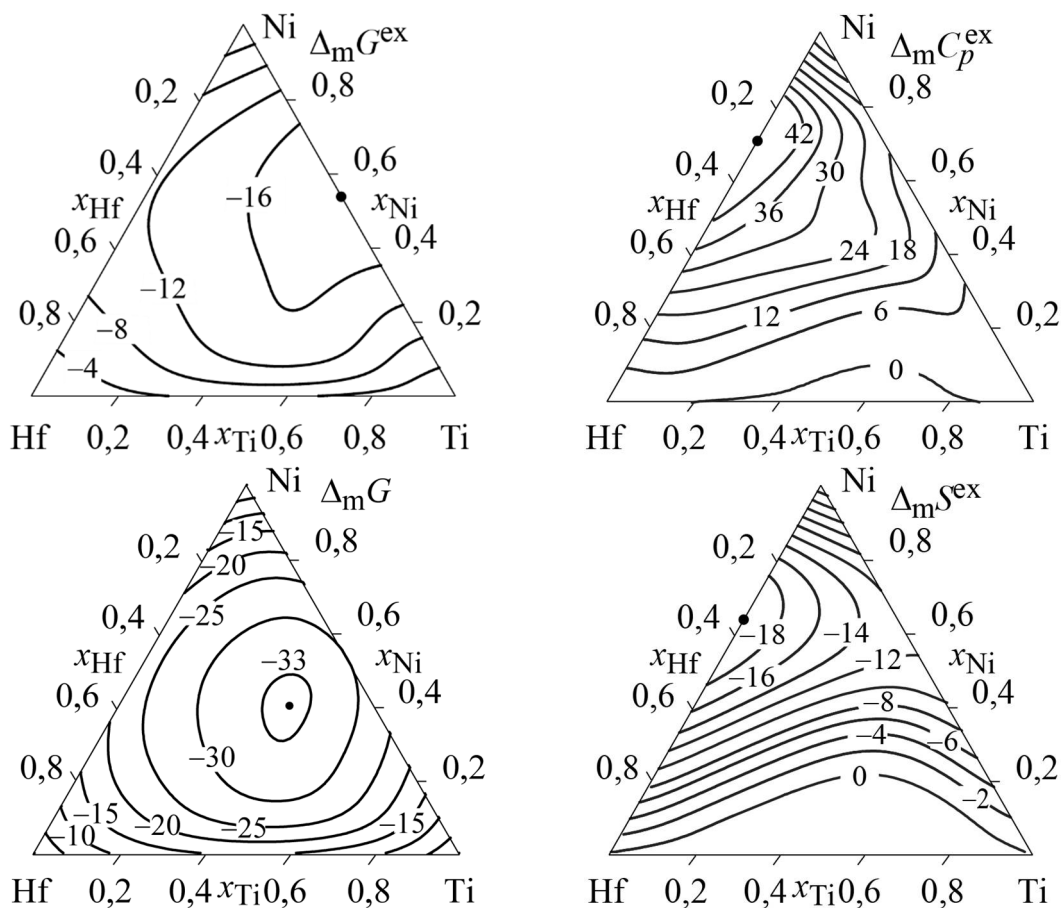 Ni ΔmG^ex
0,2 0,8
0,4 0,6
xHf −16 xNi
0,6 0,4
−12
0,8 −8 0,2
−4
Hf 0,2 0,4 xTi 0,6 0,8 Ti
Ni ΔmCp^ex
0,2 0,8
42
0,4 30 0,6
xHf 36 xNi
0,6 24 18 0,4
0,8 12 6 0,2
0
Hf 0,2 0,4 xTi 0,6 0,8 Ti
Ni ΔmG
−15
0,2 −20 0,8
0,4 −25 0,6
xHf −33 xNi
0,6 0,4
−30
0,8 0,2
−15 −20 −25 −15
−10
Hf 0,2 0,4 xTi 0,6 0,8 Ti
Ni ΔmS^ex
0,2 0,8
0,4 −18 −14 0,6
xHf −16 −12 xNi
0,6 −8 0,4
−4 −6
0,8 0 0,2
−2
Hf 0,2 0,4 xTi 0,6 0,8 Ti